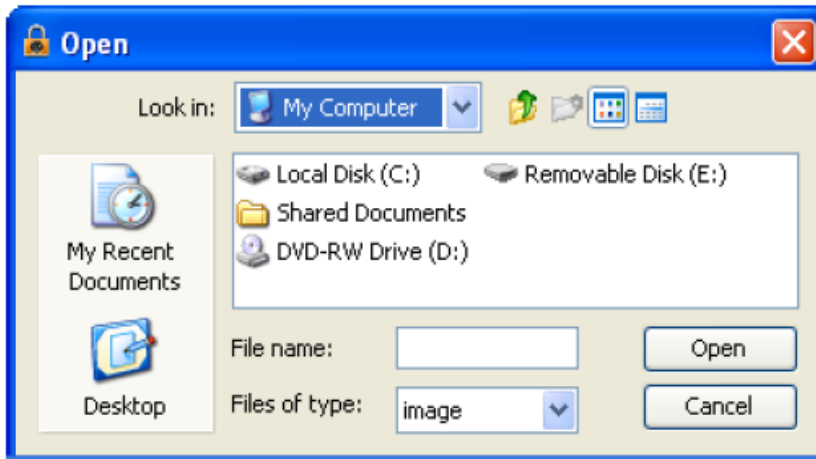 Open
Look in: My Computer
Local Disk (C:) Removable Disk (E:)
Shared Documents
DVD-RW Drive (D:)
My Recent
Documents
Desktop
File name: Open
Files of type: image Cancel